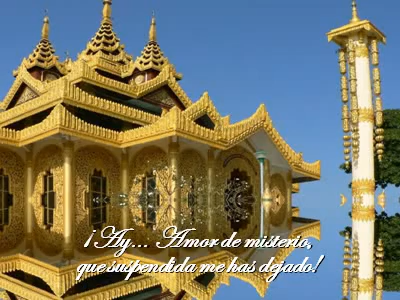 ¡Ay... Amor de misterio,
que suspendida me has dejado!